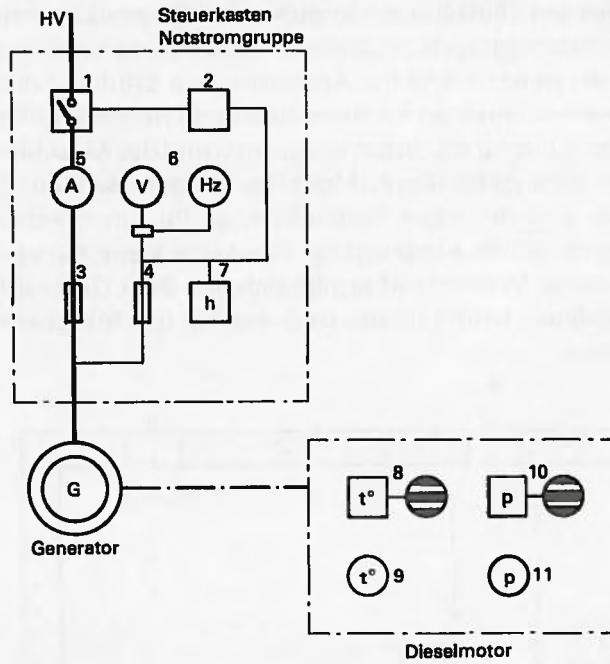 HV
Steuerkasten
Notstromgruppe
1
2
5
6
A
V
Hz
3
4
7
h
G
Generator
8
10
t°
p
t°
9
p
11
Dieselmotor